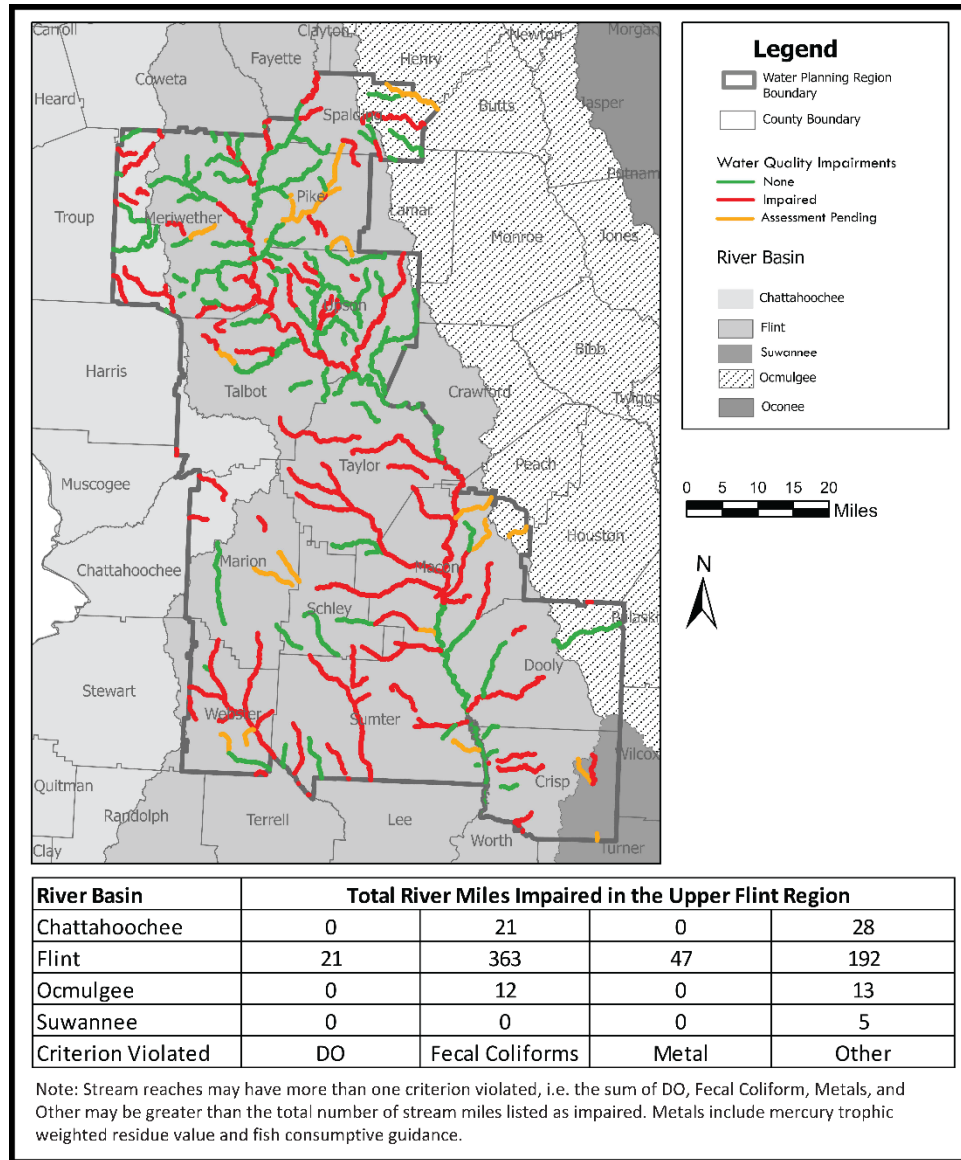 Carroll
Clayton
Newton
Morgan
Fayette
Henry
Coweta
Heard
Butts
Jasper
Spalding
Putnam
Pike
Troup
Meriwether
Lamar
Monroe
Jones
Upson
Bibb
Harris
Talbot
Crawford
Twiggs
Taylor
Peach
Muscogee
Houston
Marion
Macon
Chattahoochee
Schley
Pulaski
Dooly
Stewart
Webster
Sumter
Wilcox
Quitman
Crisp
Randolph
Terrell
Lee
Worth
Clay
Turner
Legend
Water Planning Region
Boundary
County Boundary
Water Quality Impairments
None
Impaired
Assessment Pending
River Basin
Chattahoochee
Flint
Suwannee
Ocmulgee
Oconee
0 5 10 15 20
Miles
N
River Basin Total River Miles Impaired in the Upper Flint Region
Chattahoochee 0 21 0 28
Flint 21 363 47 192
Ocmulgee 0 12 0 13
Suwannee 0 0 0 5
Criterion Violated DO Fecal Coliforms Metal Other
Note: Stream reaches may have more than one criterion violated, i.e. the sum of DO, Fecal Coliform, Metals, and
Other may be greater than the total number of stream miles listed as impaired. Metals include mercury trophic
weighted residue value and fish consumptive guidance.